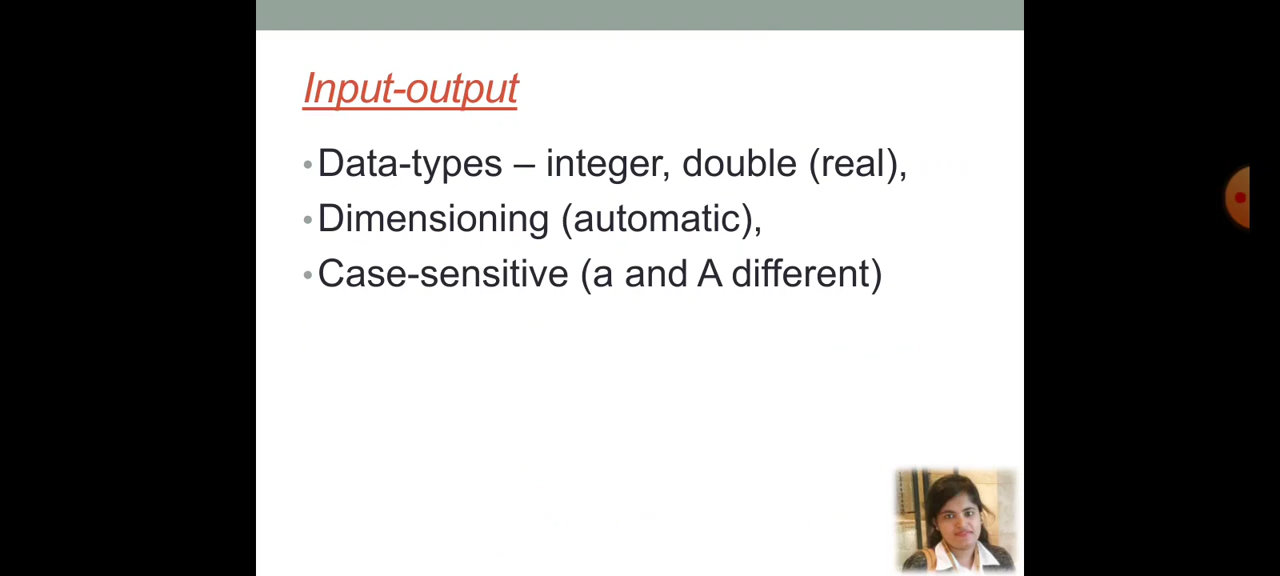 Input-output
•Data-types – integer, double (real),
•Dimensioning (automatic),
•Case-sensitive (a and A different)